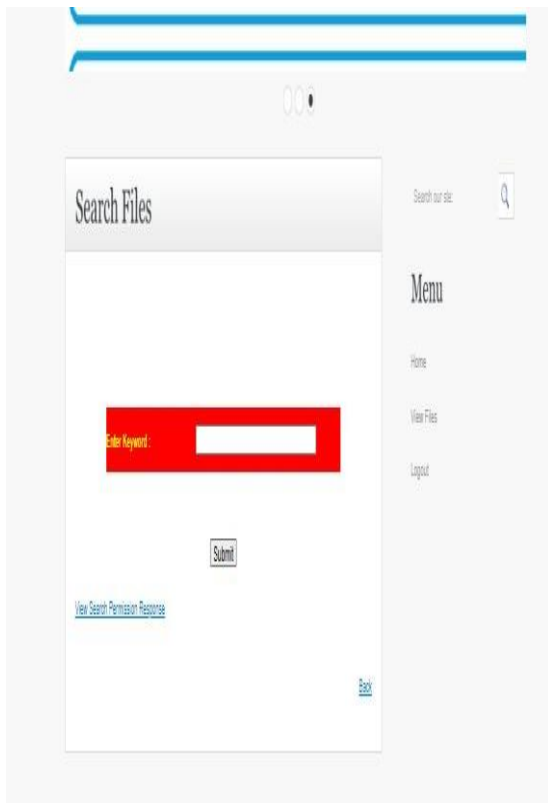 Search Files
Enter Keyword :
Submit
View Search Permission Response
Back
Search our site:
Menu
Home
View Files
Logout